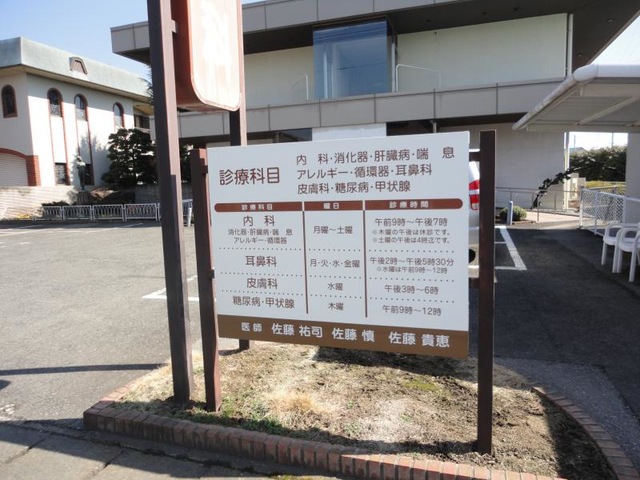 診療科目
内科・消化器・肝臓病・喘息
アレルギー・循環器・耳鼻科
皮膚科・糖尿病・甲状腺
診療科目 曜日 診療時間
内科
消化器・肝臓病・喘息
アレルギー・循環器
月曜〜土曜
午前9時〜午後7時
※木曜の午後は休診です。
※土曜の午後は4時迄です。
耳鼻科
月・火・水・金曜
午後2時〜午後5時30分
※水曜は午前9時〜12時
皮膚科 水曜 午後3時〜6時
糖尿病・甲状腺 木曜 午前9時〜12時
医師 佐藤 祐司 佐藤 慎 佐藤 貴恵